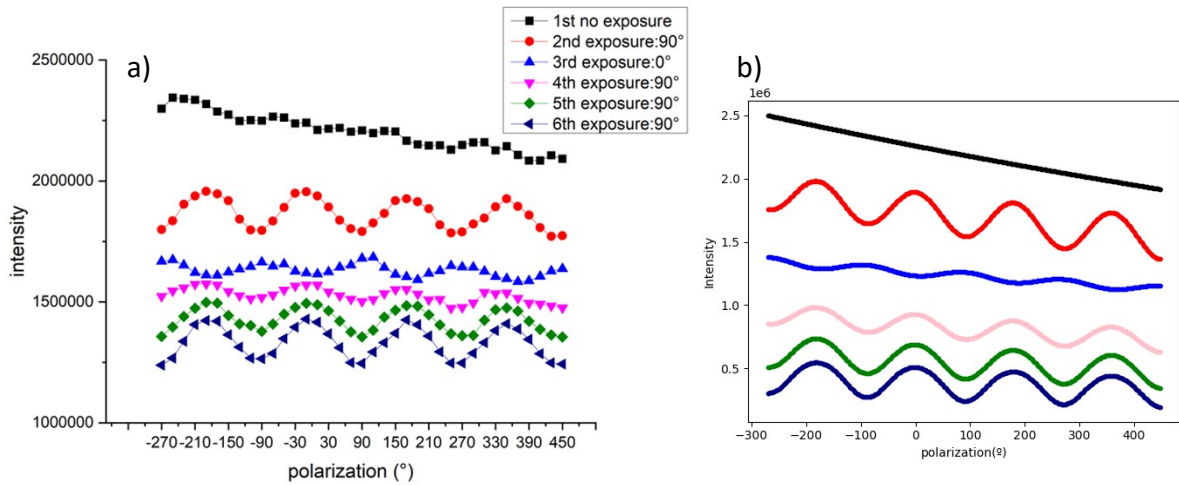 1st no exposure
2nd exposure:90°
3rd exposure:0°
4th exposure:90°
5th exposure:90°
6th exposure:90°
a)
2500000
2000000
1500000
1000000
intensity
-270 -210 -150 -90 -30 30 90 150 210 270 330 390 450
polarization (°)
b)
1e6
2.5
2.0
1.5
1.0
0.5
Intensity
−300 −200 −100 0 100 200 300 400
polarization(º)